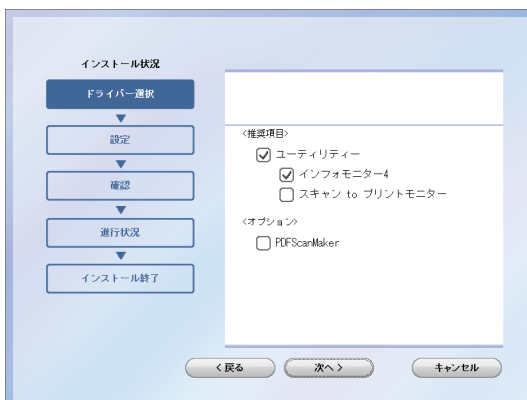 インストール状況
ドライバー選択
設定
確認
進行状況
インストール終了
<推奨項目>
ユーティリティー
インフォモニター4
スキャン to プリントモニター
<オプション>
PDFScanMaker
< 戻る
次へ >
キャンセル